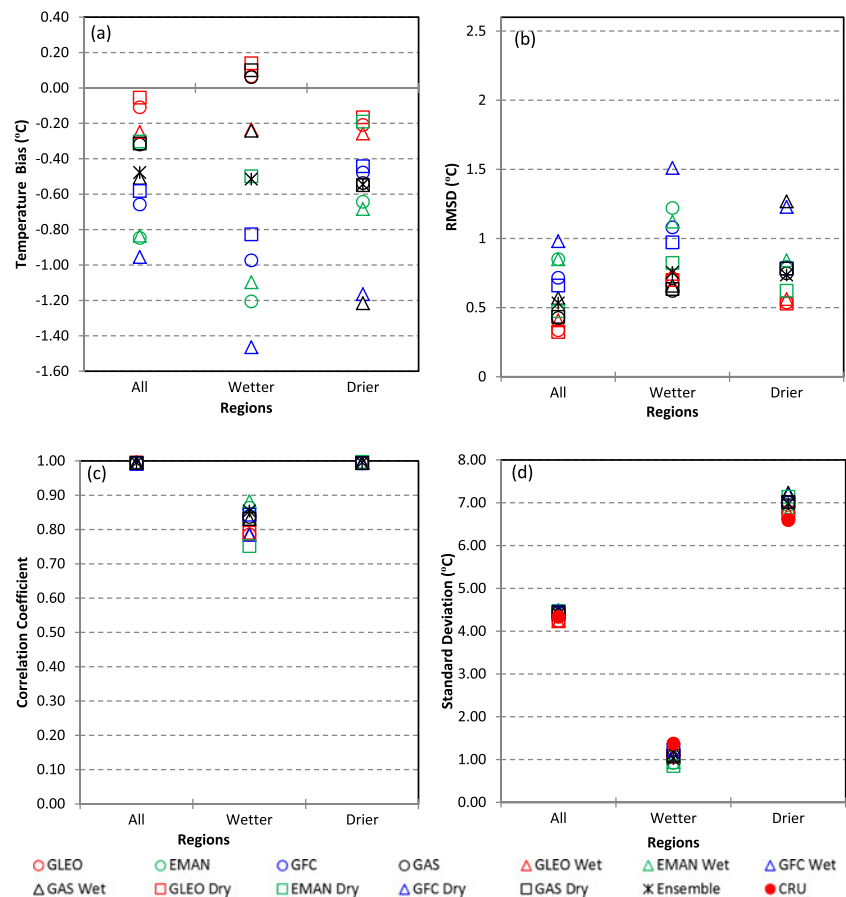 (a)
0.40
0.20
0.00
-0.20
-0.40
-0.60
-0.80
-1.00
-1.20
-1.40
-1.60
Temperature Bias (°C)
All Wetter Drier
Regions
(b)
2.5
2
1.5
1
0.5
0
RMSD (°C)
All Wetter Drier
Regions
(c)
1.00
0.90
0.80
0.70
0.60
0.50
0.40
0.30
0.20
0.10
0.00
Correlation Coefficient
All Wetter Drier
Regions
(d)
8.00
7.00
6.00
5.00
4.00
3.00
2.00
1.00
0.00
Standard Deviation (°C)
All Wetter Drier
Regions
GLEO EMAN GFC GAS GLEO Wet EMAN Wet GFC Wet
GAS Wet GLEO Dry EMAN Dry GFC Dry GAS Dry Ensemble CRU